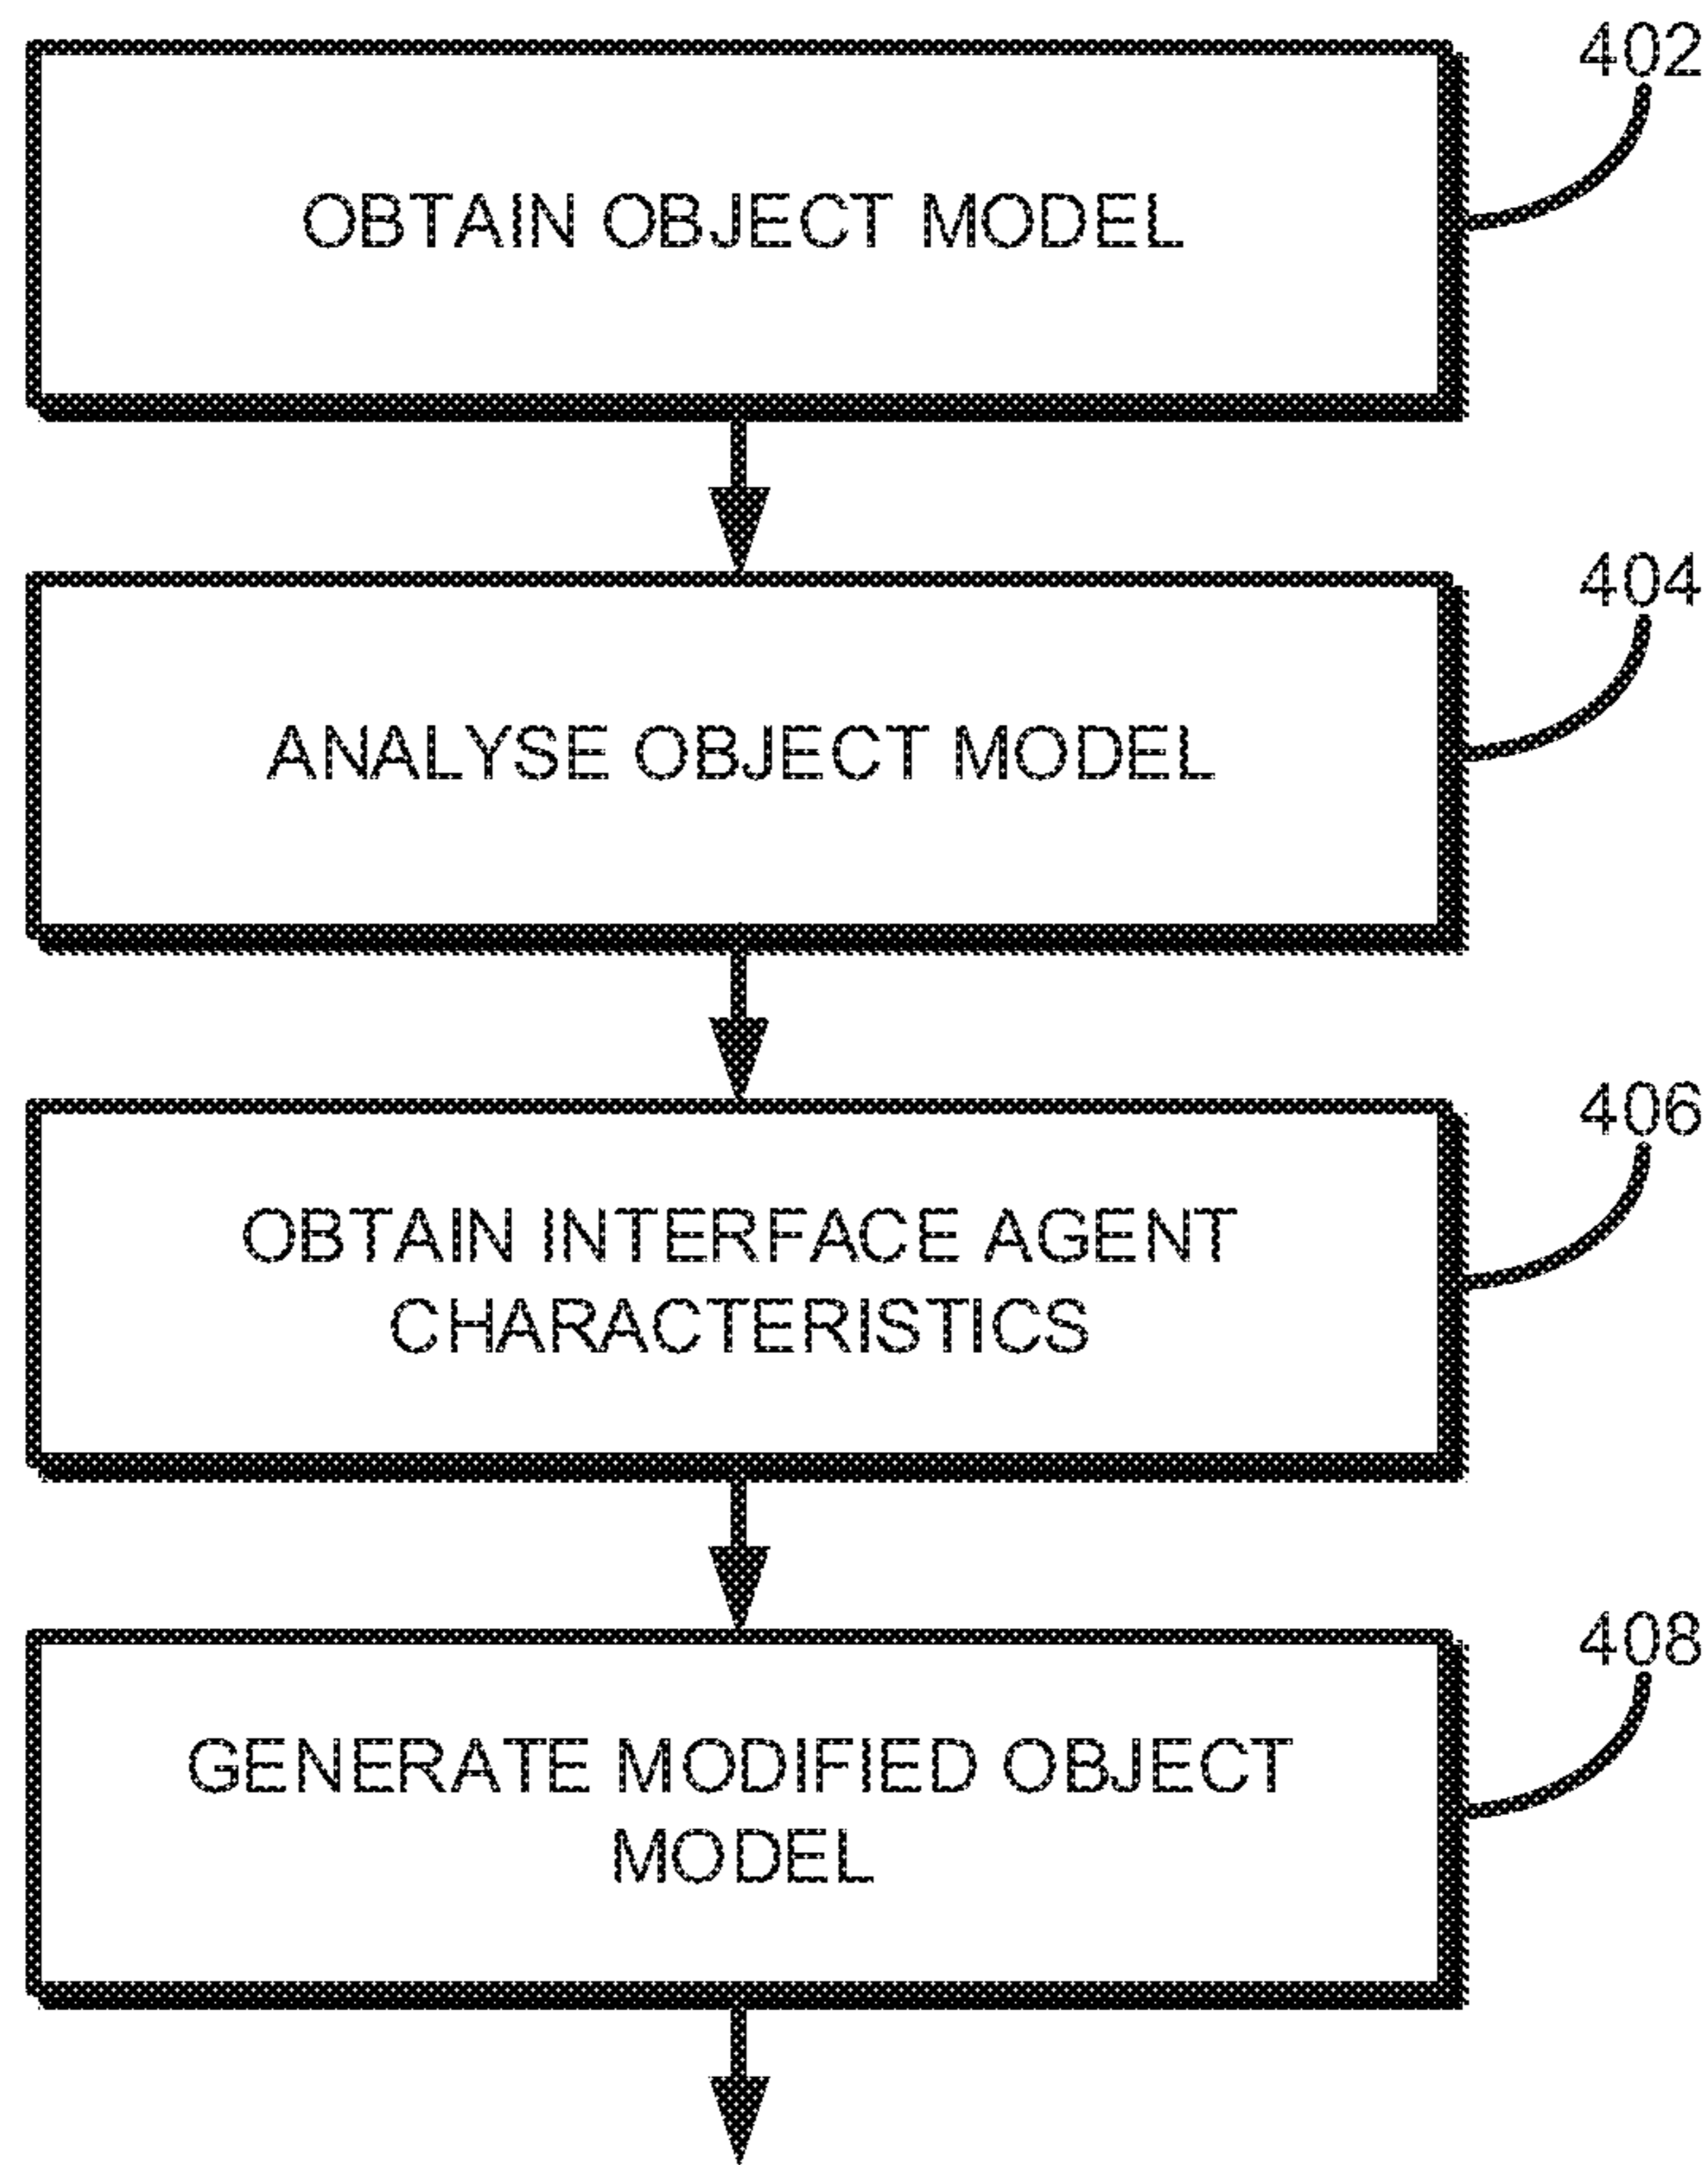 402
OBTAIN OBJECT MODEL
404
ANALYSE OBJECT MODEL
406
OBTAIN INTERFACE AGENT
CHARACTERISTICS
408
GENERATE MODIFIED OBJECT
MODEL